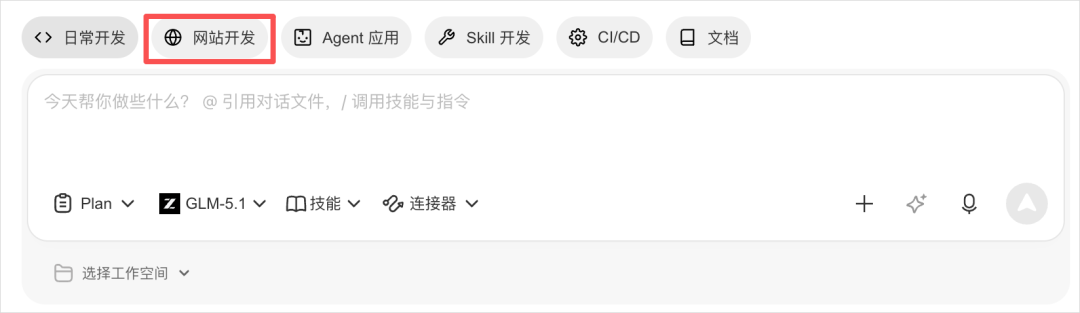 日常开发 网站开发 Agent 应用 Skill 开发 CI/CD 文档
今天帮你做些什么？ @ 引用对话文件，/ 调用技能与指令
Plan GLM-5.1 技能 连接器
选择工作空间